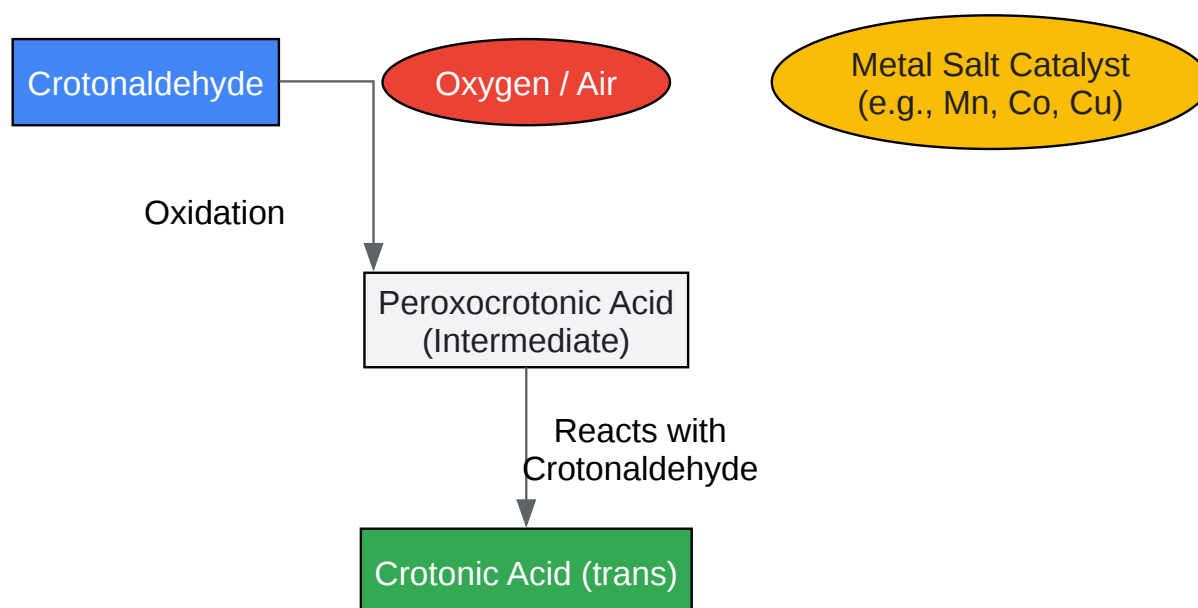 Crotonaldehyde
Oxygen / Air
Metal Salt Catalyst
(e.g., Mn, Co, Cu)
Oxidation
Peroxocrotonic Acid
(Intermediate)
Reacts with
Crotonaldehyde
Crotonic Acid (trans)